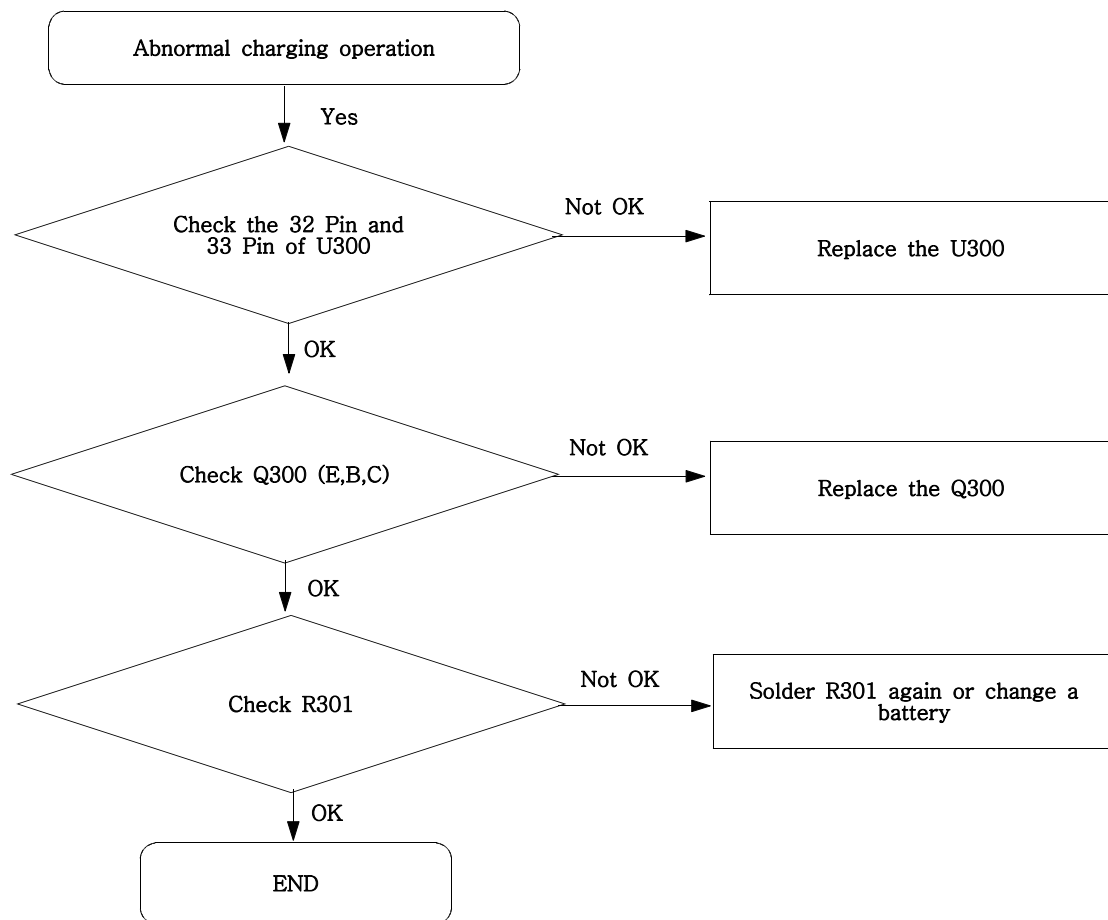 Abnormal charging operation
Yes
Check the 32 Pin and
33 Pin of U300
Not OK
Replace the U300
OK
Check Q300 (E,B,C)
Not OK
Replace the Q300
OK
Check R301
Not OK
Solder R301 again or change a
battery
OK
END